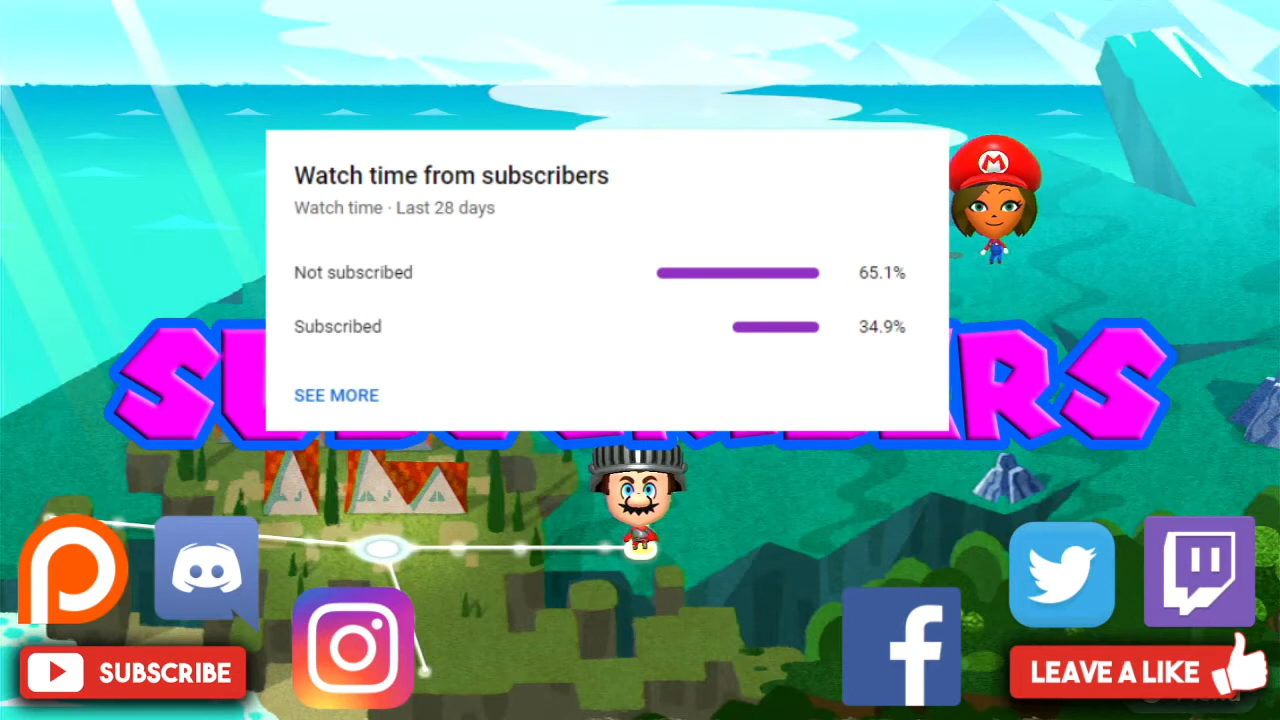 Watch time from subscribers
Watch time · Last 28 days
Not subscribed 65.1%
Subscribed 34.9%
SEE MORE
M
SUBSCRIBE
LEAVE A LIKE